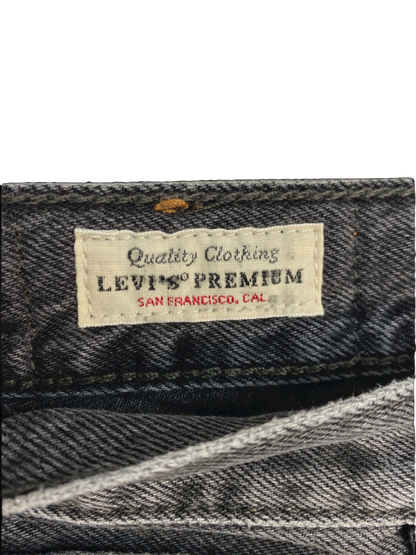 Quality Clothing
LEVI'S® PREMIUM
SAN FRANCISCO, CAL.